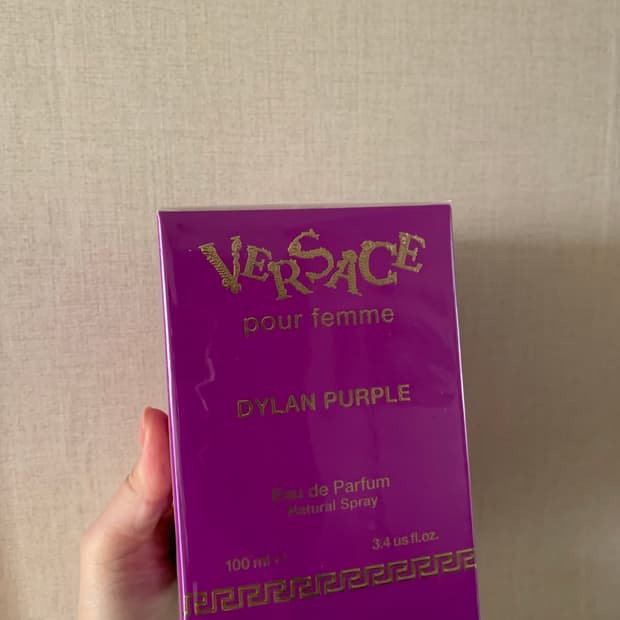 VERSACE
pour femme
DYLAN PURPLE
Eau de Parfum
Natural Spray
100 ml e 3.4 us fl.oz.